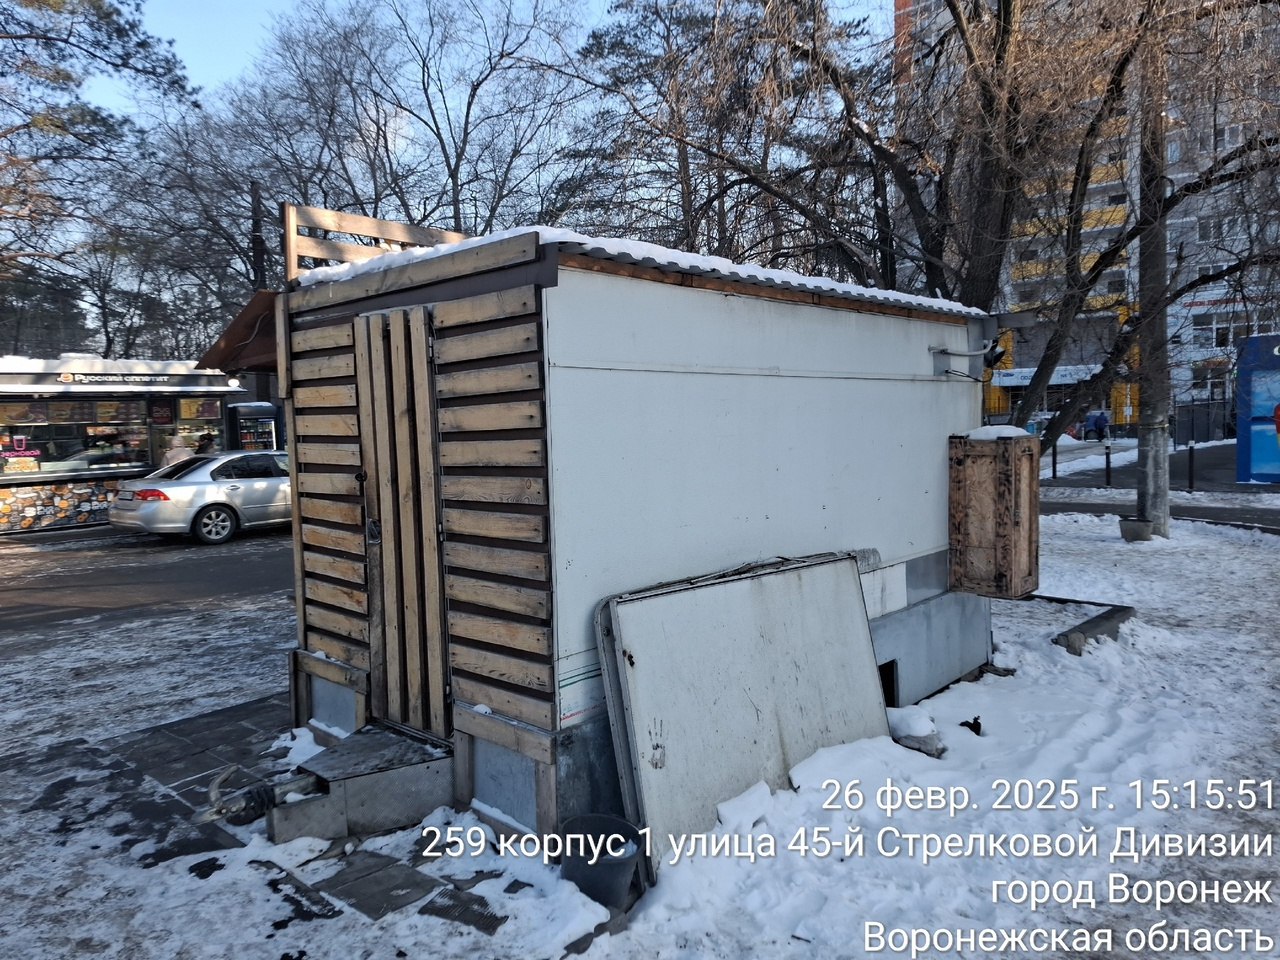 Русский аппетит
26 февр. 2025 г. 15:15:51
259 корпус 1 улица 45-й Стрелковой Дивизии
город Воронеж
Воронежская область